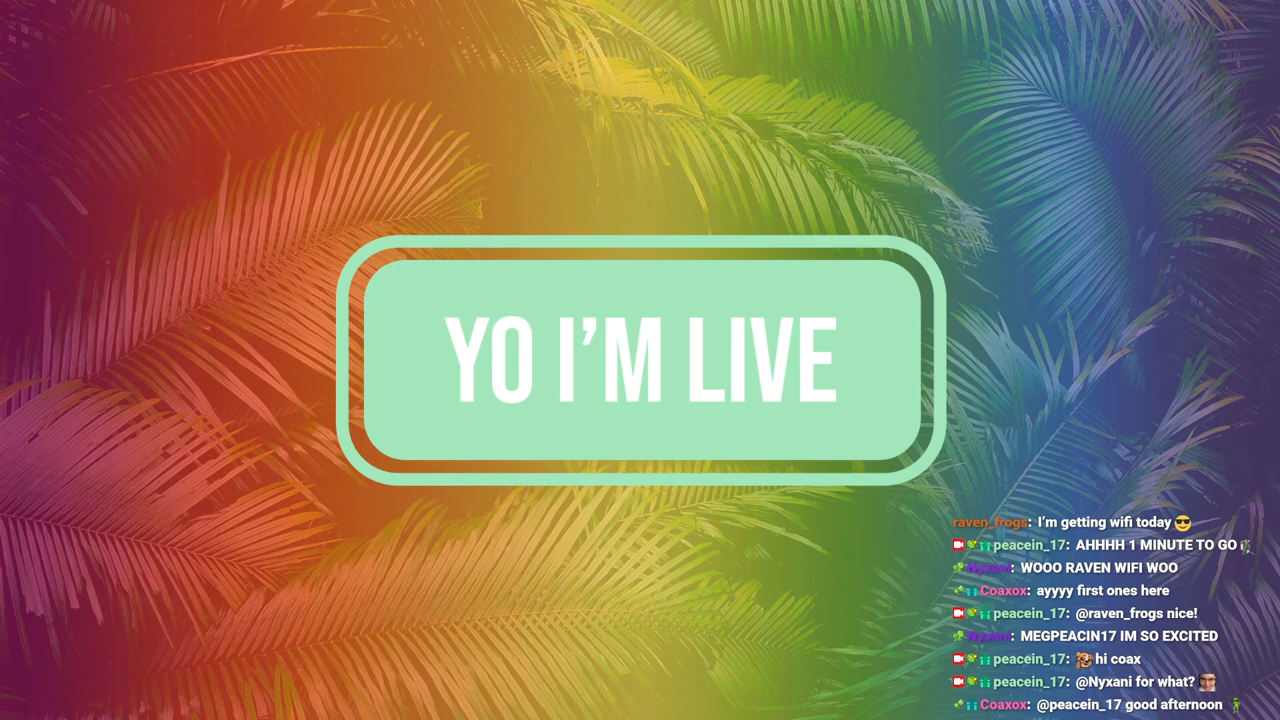 YO I'M LIVE
raven_frogs: I'm getting wifi today
peacein_17: AHHHH 1 MINUTE TO GO
Nyxani: WOOO RAVEN WIFI WOO
Coaxox: ayyyy first ones here
peacein_17: @raven_frogs nice!
Nyxani: MEGPEACIN17 IM SO EXCITED
peacein_17: hi coax
peacein_17: @Nyxani for what?
Coaxox: @peacein_17 good afternoon